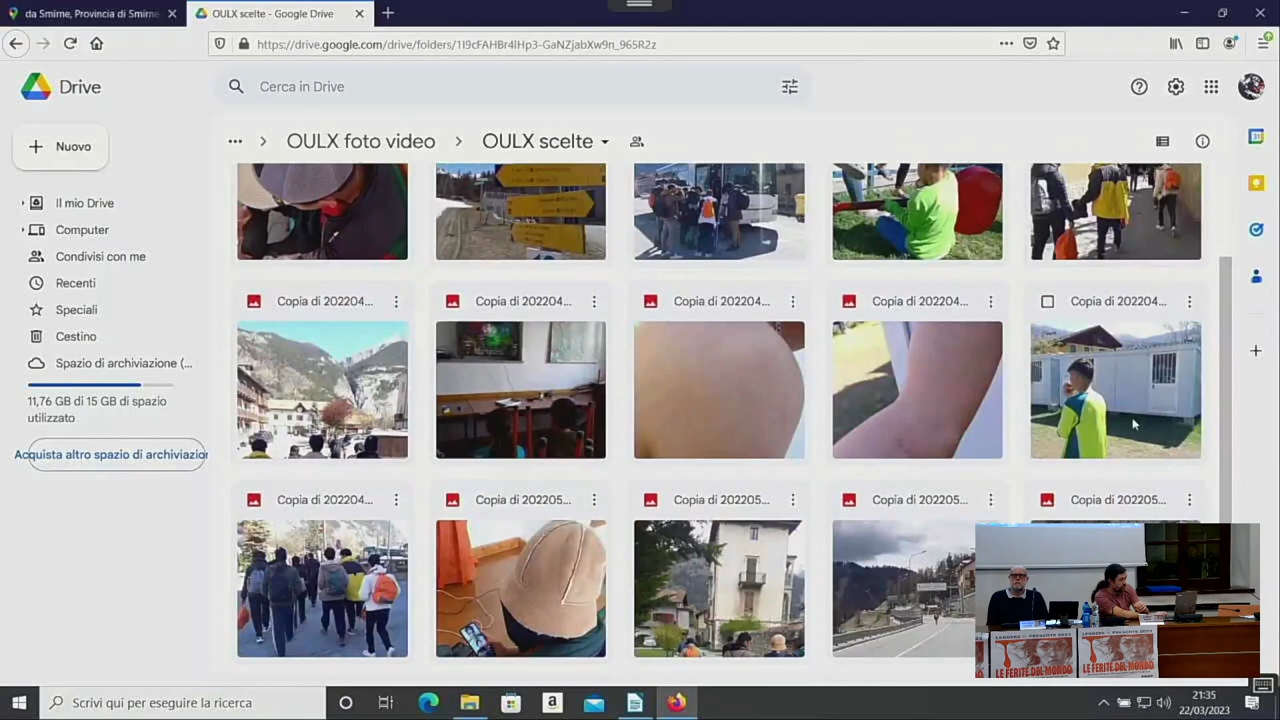 da Smirne, Provincia di Smirne
OULX scelte - Google Drive
https://drive.google.com/drive/folders/1I9cFAHBr4lHp3-GaNZjabXw9n_965R2z
Drive
Cerca in Drive
Nuovo
OULX foto video
OULX scelte
Il mio Drive
Computer
Condivisi con me
Recenti
Speciali
Cestino
Spazio di archiviazione (...
11,76 GB di 15 GB di spazio
utilizzato
Acquista altro spazio di archiviazior
Copia di 202204...
Copia di 202204...
Copia di 202204...
Copia di 202204...
Copia di 202204...
Copia di 202204...
Copia di 202205...
Copia di 202205...
Copia di 202205...
Copia di 202205...
LE FERITE DEL MONDO
LE FERITE DEL MONDO
Scrivi qui per eseguire la ricerca
21:35
22/03/2023